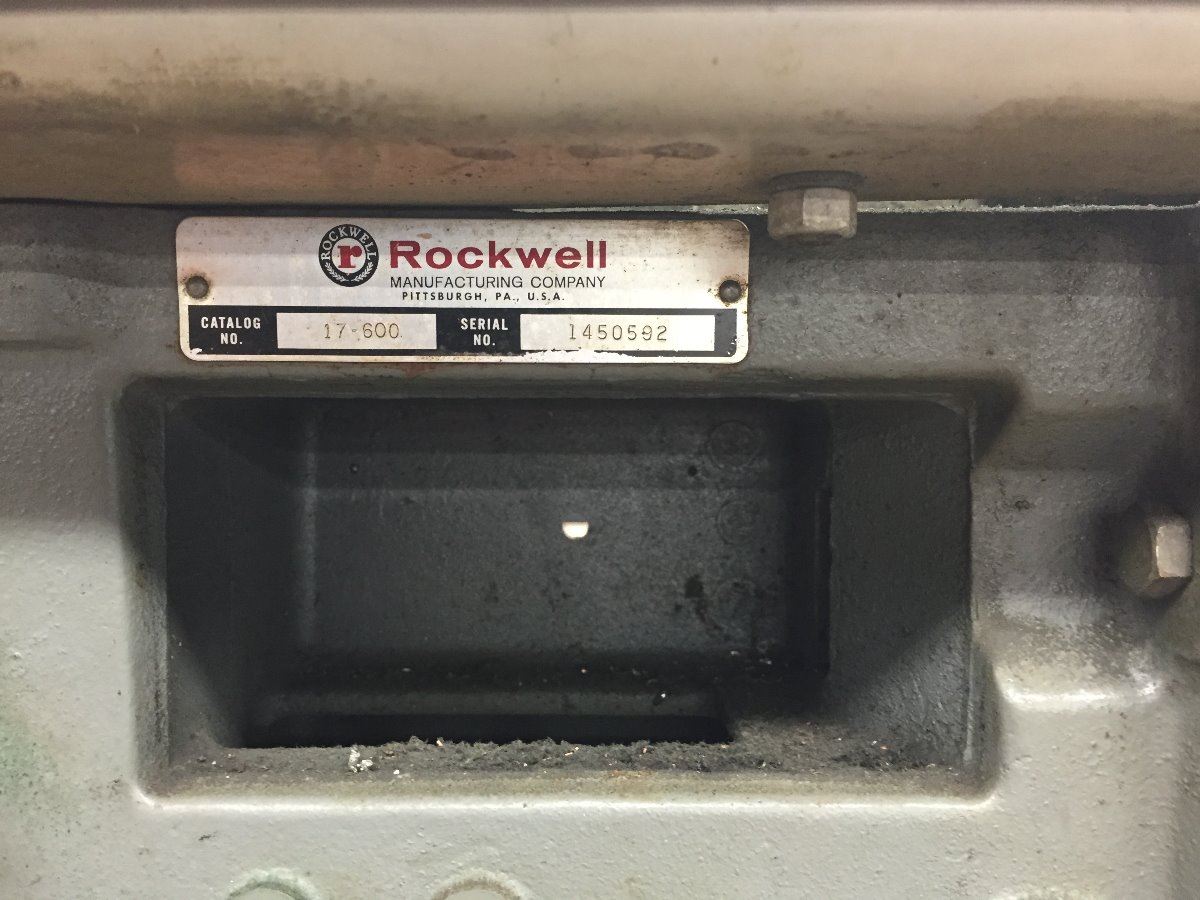 ROCKWELL
r
Rockwell
MANUFACTURING COMPANY
PITTSBURGH, PA., U.S.A.
CATALOG NO. 17-600 SERIAL NO. 1450592